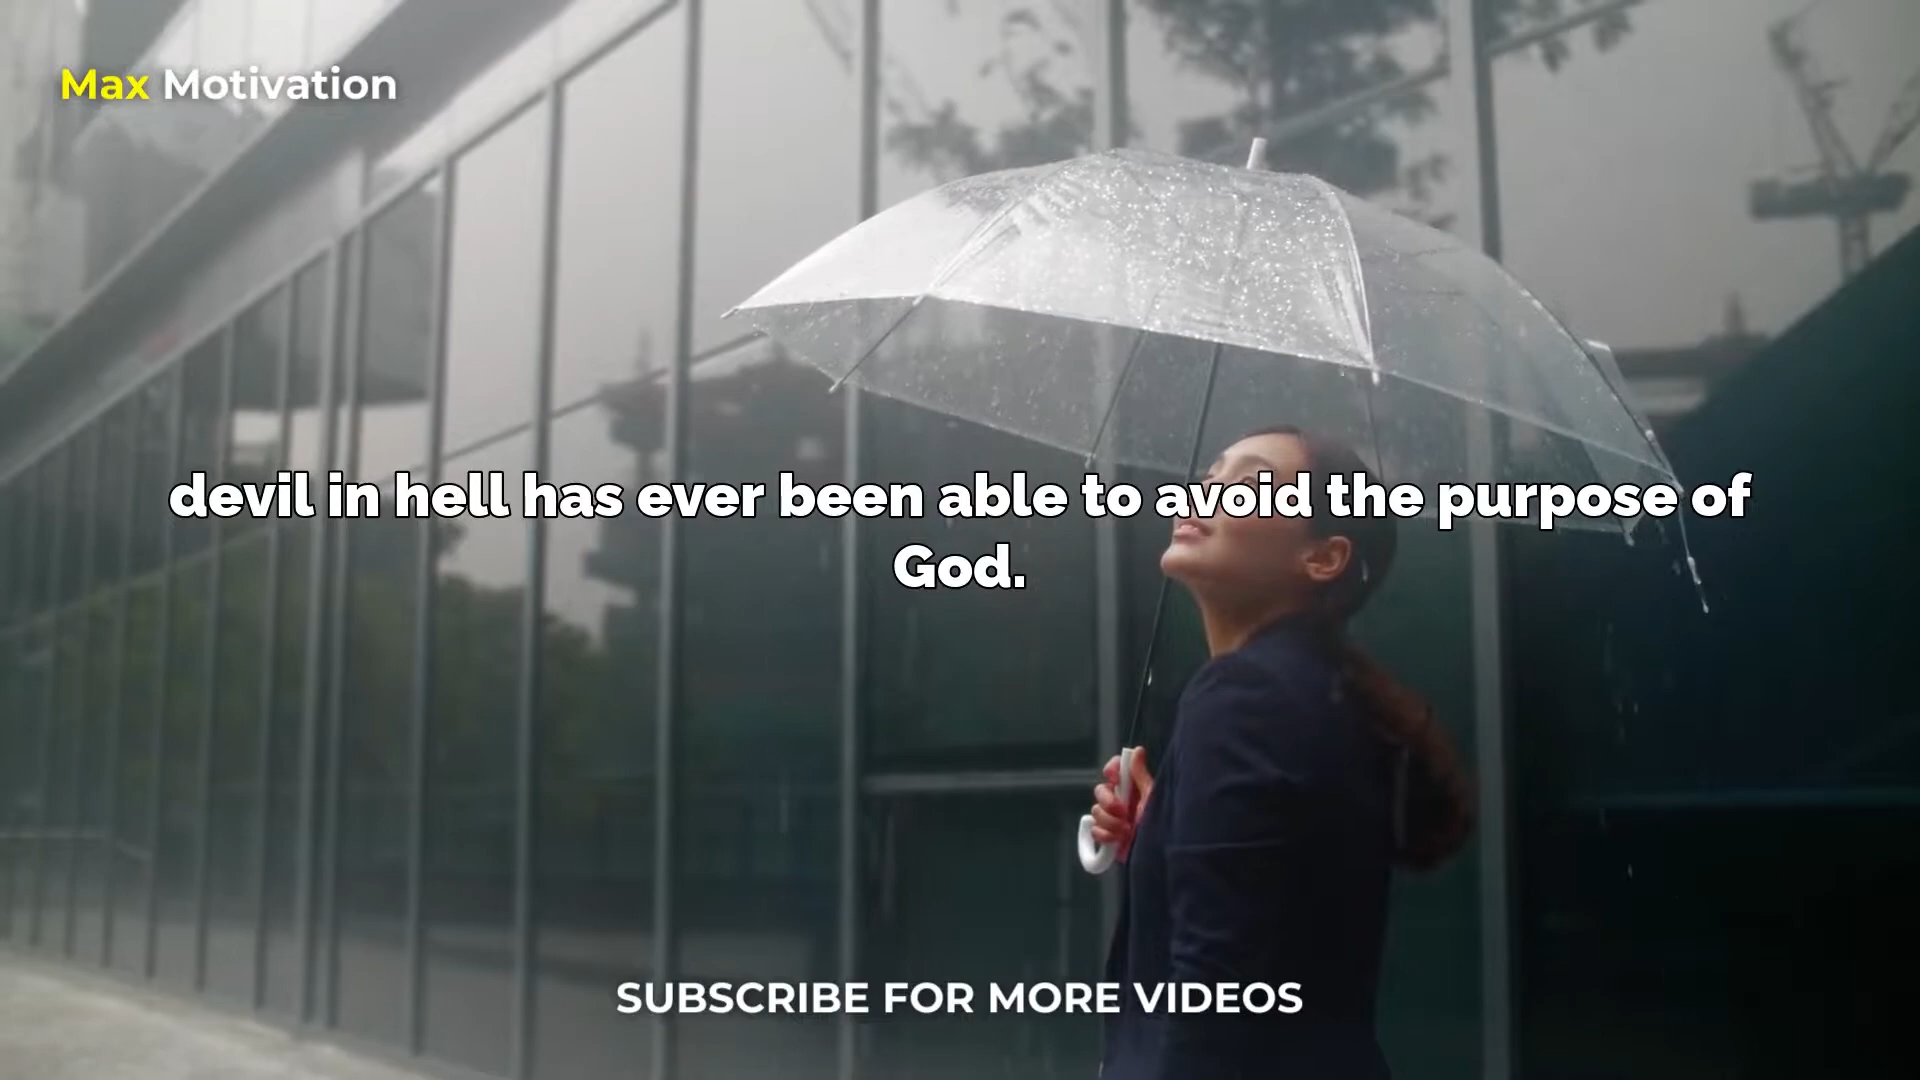 Max Motivation
devil in hell has ever been able to avoid the purpose of
God.
SUBSCRIBE FOR MORE VIDEOS